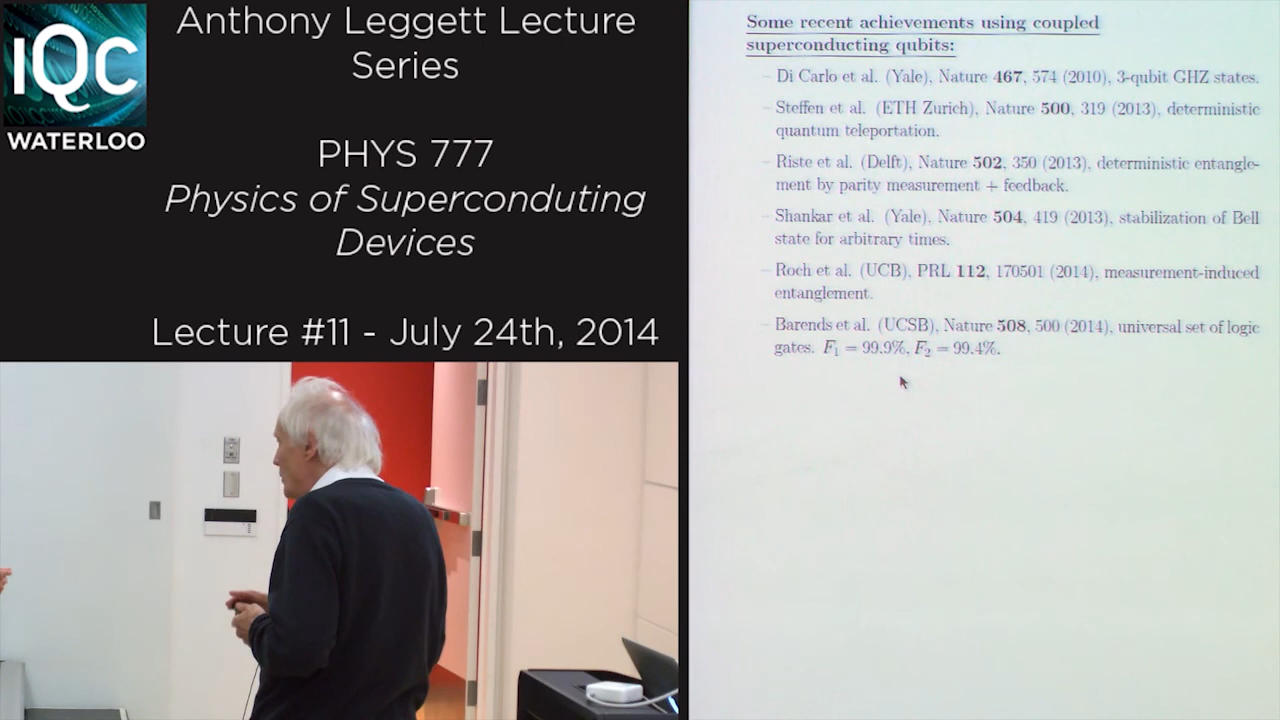 IQC
WATERLOO
Anthony Leggett Lecture
Series
PHYS 777
Physics of Superconduting
Devices
Lecture #11 - July 24th, 2014
Some recent achievements using coupled
superconducting qubits:
– Di Carlo et al. (Yale), Nature 467, 574 (2010), 3-qubit GHZ states.
– Steffen et al. (ETH Zurich), Nature 500, 319 (2013), deterministic
quantum teleportation.
– Riste et al. (Delft), Nature 502, 350 (2013), deterministic entangle-
ment by parity measurement + feedback.
– Shankar et al. (Yale), Nature 504, 419 (2013), stabilization of Bell
state for arbitrary times.
– Roch et al. (UCB), PRL 112, 170501 (2014), measurement-induced
entanglement.
– Barends et al. (UCSB), Nature 508, 500 (2014), universal set of logic
gates. F₁ = 99.9%, F₂ = 99.4%.